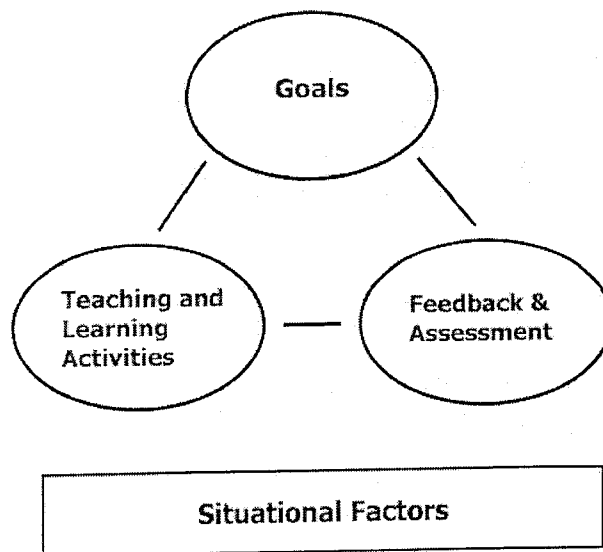 Goals
Teaching and
Learning
Activities
Feedback &
Assessment
Situational Factors